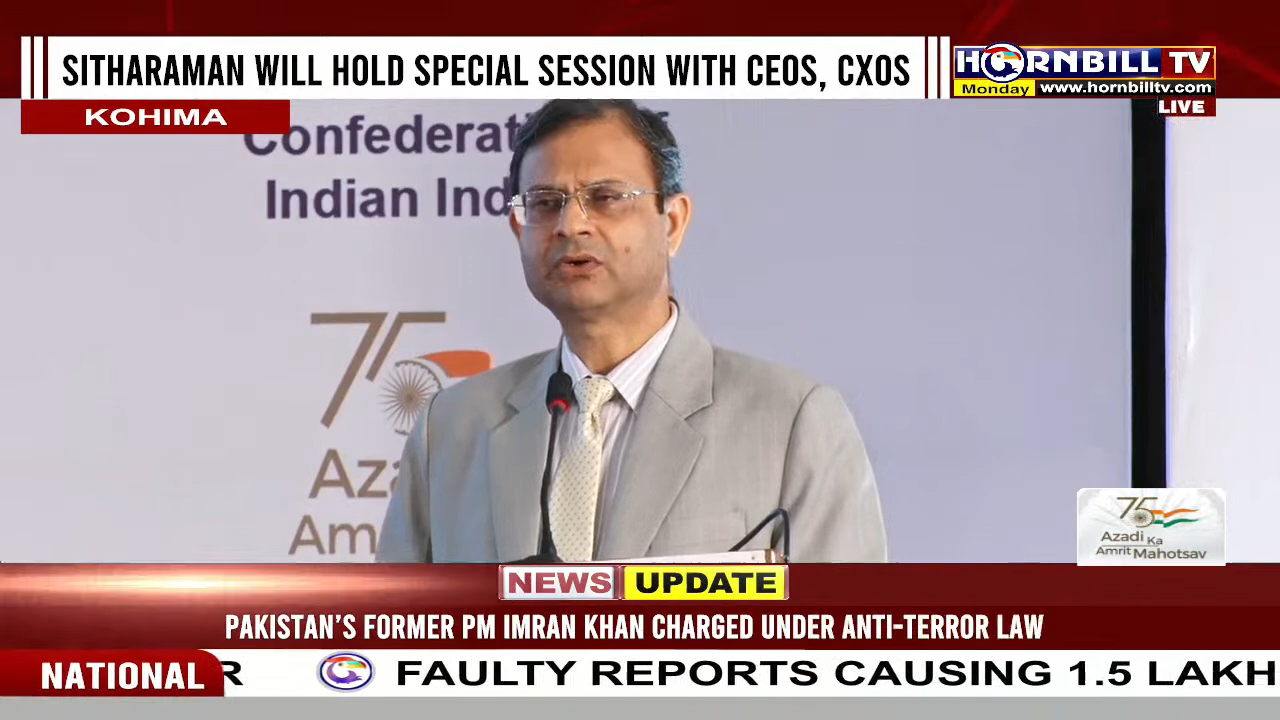 SITHARAMAN WILL HOLD SPECIAL SESSION WITH CEOS, CXOS
HORNBILL TV
Monday www.hornbilltv.com
LIVE
KOHIMA
Confederati
Indian Ind
75
Aza
Am
75
Azadi Ka
Amrit Mahotsav
NEWS UPDATE
PAKISTAN'S FORMER PM IMRAN KHAN CHARGED UNDER ANTI-TERROR LAW
NATIONAL R FAULTY REPORTS CAUSING 1.5 LAKH